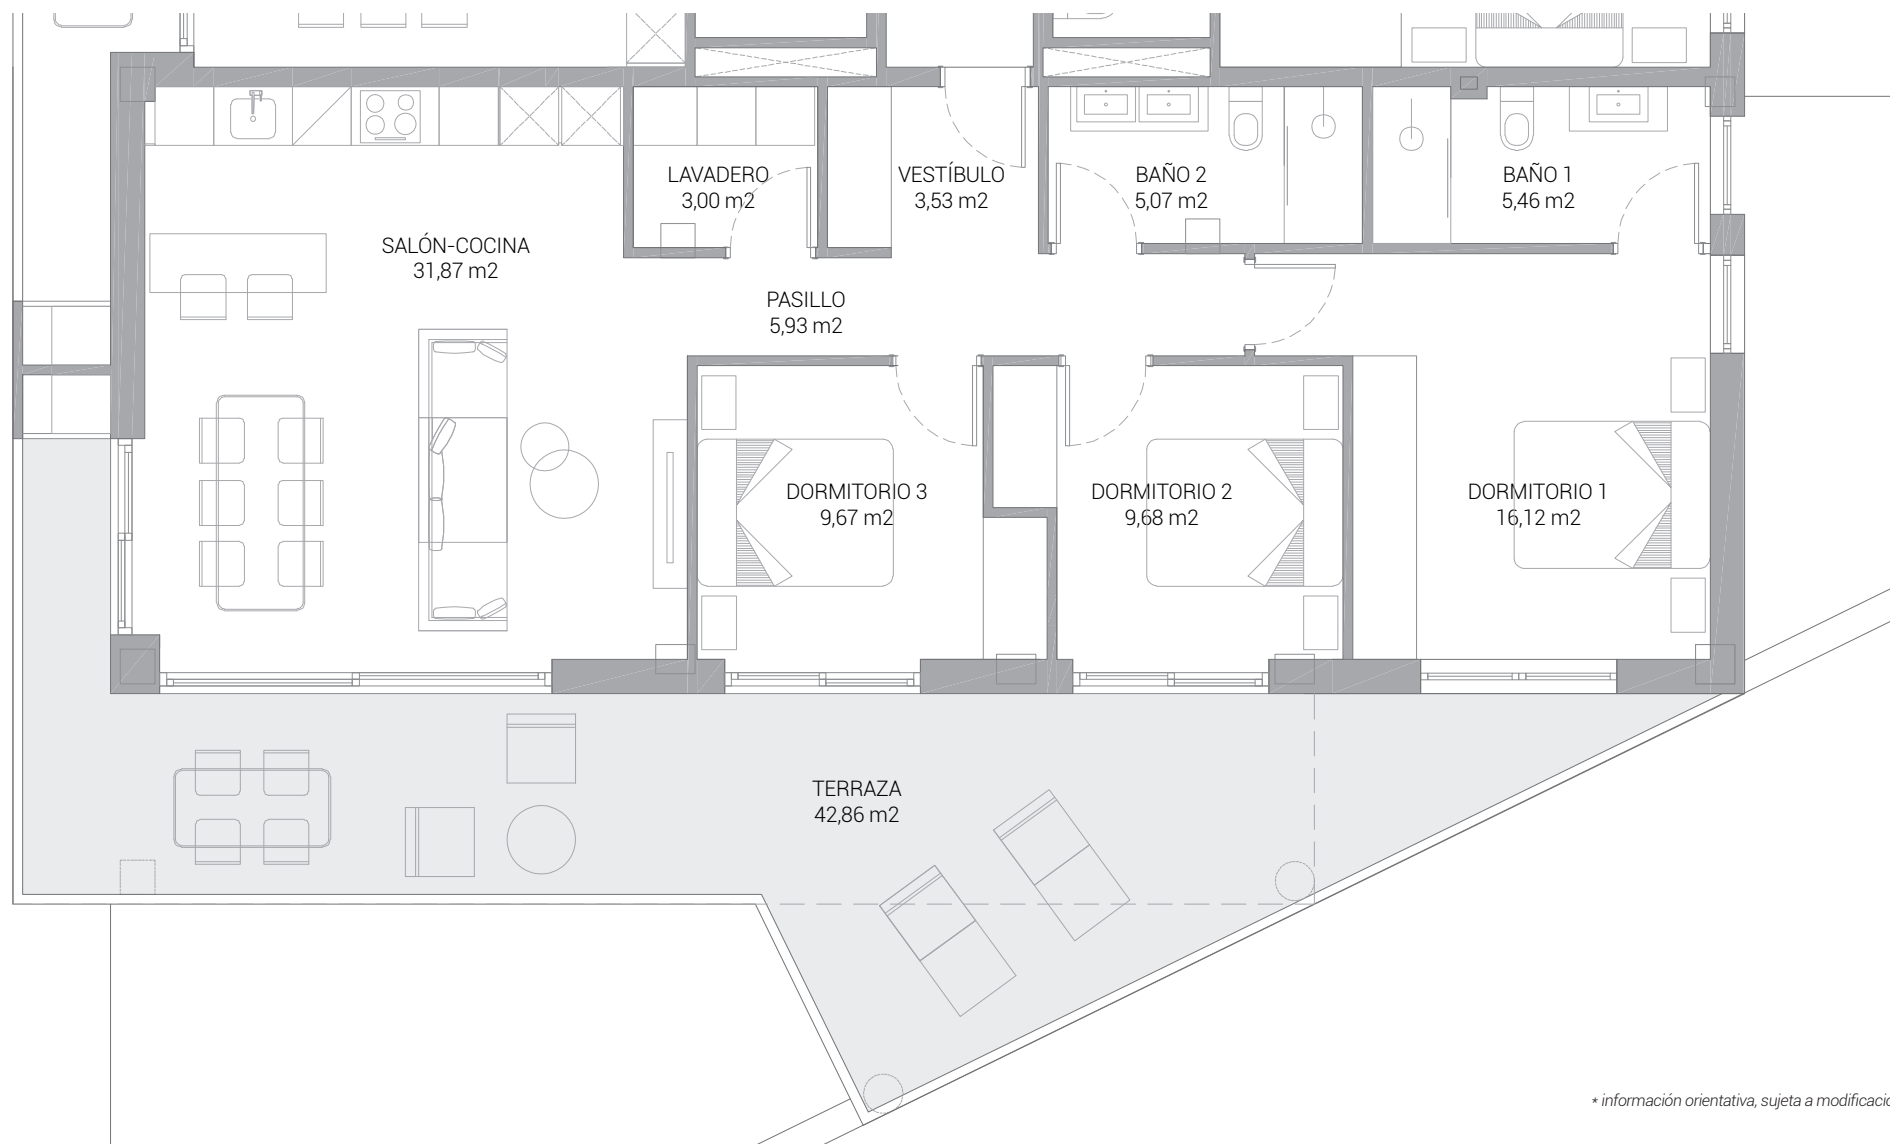 LAVADERO
3,00 m2
VESTÍBULO
3,53 m2
BAÑO 2
5,07 m2
BAÑO 1
5,46 m2
SALÓN-COCINA
31,87 m2
PASILLO
5,93 m2
DORMITORIO 3
9,67 m2
DORMITORIO 2
9,68 m2
DORMITORIO 1
16,12 m2
TERRAZA
42,86 m2
* información orientativa, sujeta a